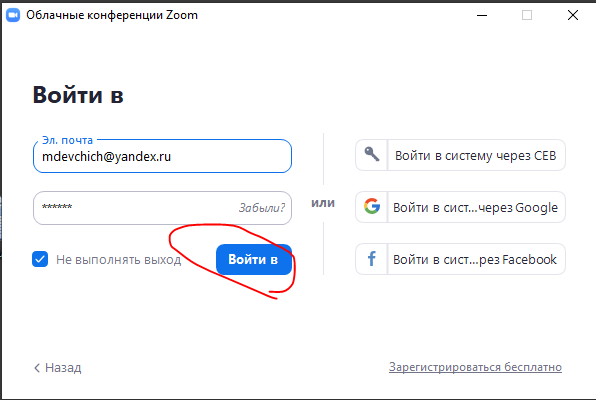 Облачные конференции Zoom
Войти в
Эл. почта
mdevchich@yandex.ru
******
Забыли?
Не выполнять выход
Войти в
или
Войти в систему через СЕВ
Войти в сист...через Google
Войти в сист...рез Facebook
Назад
Зарегистрироваться бесплатно